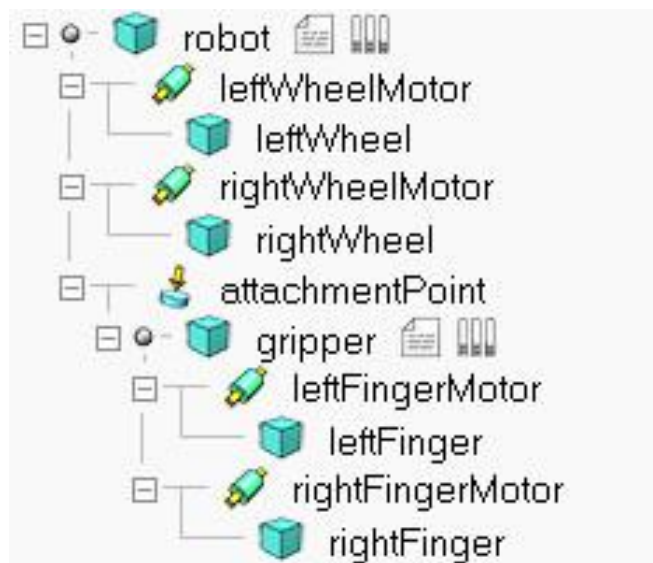 robot
leftWheelMotor
leftWheel
rightWheelMotor
rightWheel
attachmentPoint
gripper
leftFingerMotor
leftFinger
rightFingerMotor
rightFinger